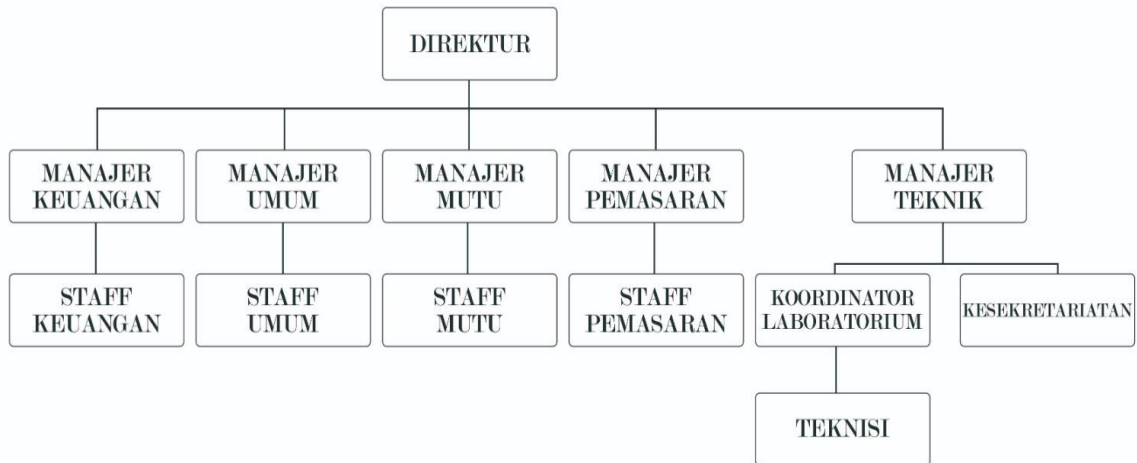 DIREKTUR
MANAJER
KEUANGAN
MANAJER
UMUM
MANAJER
MUTU
MANAJER
PEMASARAN
MANAJER
TEKNIK
STAFF
KEUANGAN
STAFF
UMUM
STAFF
MUTU
STAFF
PEMASARAN
KOORDINATOR
LABORATORIUM
KESEKRETARIATAN
TEKNISI